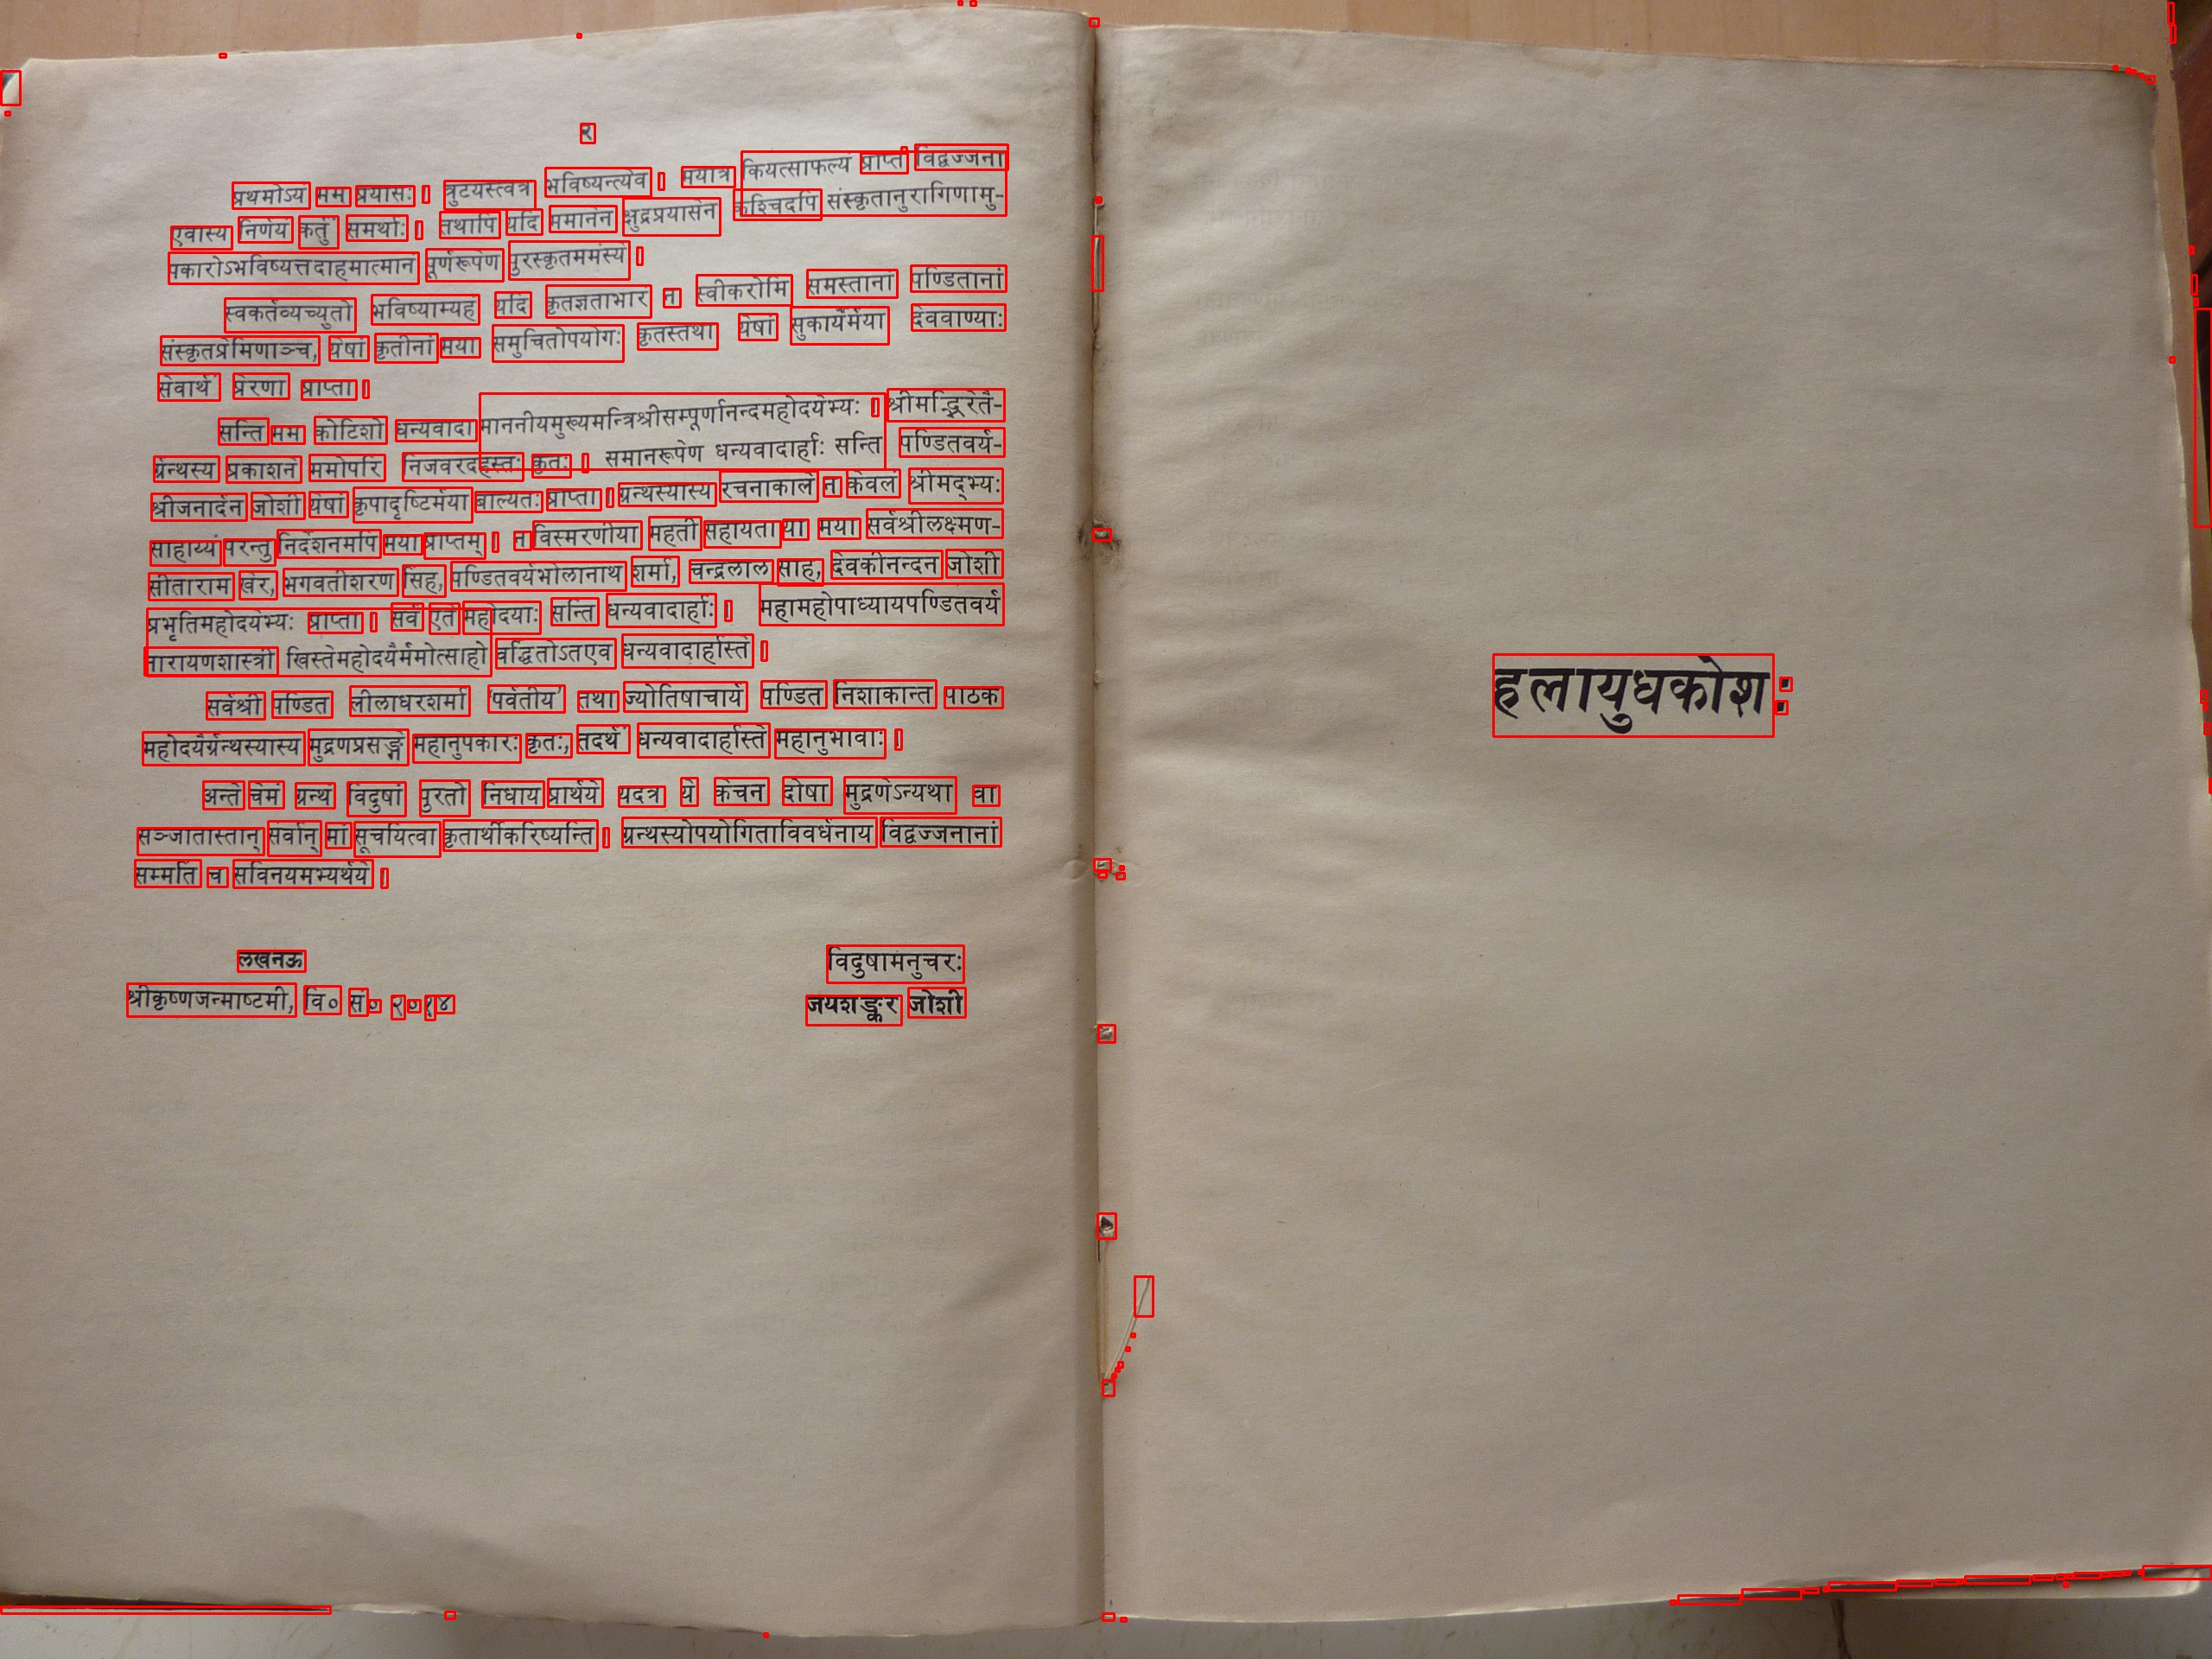 २
प्रथमोऽयं मम प्रयासः । त्रुटयस्त्वत्र भविष्यन्त्येव । मयात्र कियत्साफल्यं प्राप्तं विद्वज्जना
एवास्य निर्णयं कर्तुं समर्थाः । तथापि यदि ममानेन क्षुद्रप्रयासेन कश्चिदपि संस्कृतानुरागिणामु-
पकारोऽभविष्यत्तदाहमात्मानं पूर्णरूपेण पुरस्कृतममंस्ये ।
स्वकर्तव्यच्युतो भविष्याम्यहं यदि कृतज्ञताभारं न स्वीकरोमि समस्तानां पण्डितानां
संस्कृतप्रेमिणाञ्च, येषां कृतीनां मया समुचितोपयोगः कृतस्तथा येषां सुकार्यैर्मया देववाण्याः
सेवार्थं प्रेरणा प्राप्ता ।
सन्ति मम कोटिशो धन्यवादा माननीयमुख्यमन्त्रिश्रीसम्पूर्णानन्दमहोदयेभ्यः । श्रीमद्भिरेतै-
र्ग्रन्थस्य प्रकाशने ममोपरि निजवरदहस्तः कृतः । समानरूपेण धन्यवादार्हाः सन्ति पण्डितवर्य-
श्रीजनार्दन जोशी येषां कृपादृष्टिर्मया बाल्यतः प्राप्ता । ग्रन्थस्यास्य रचनाकाले न केवलं श्रीमद्भ्यः
साहाय्यं परन्तु निर्देशनमपि मया प्राप्तम् । न विस्मरणीया महती सहायता या मया सर्वश्रीलक्ष्मण-
सीताराम खेर, भगवतीशरण सिंह, पण्डितवर्यभोलानाथ शर्मा, चन्द्रलाल साह, देवकीनन्दन जोशी
प्रभृतिमहोदयेभ्यः प्राप्ता । सर्वे एते महोदयाः सन्ति धन्यवादार्हाः । महामहोपाध्यायपण्डितवर्य
नारायणशास्त्री खिस्तेमहोदयैर्ममोत्साहो वर्द्धितोऽतएव धन्यवादार्हास्ते ।
सर्वश्री पण्डित लीलाधरशर्मा 'पर्वतीय' तथा ज्योतिषाचार्य पण्डित निशाकान्त पाठक
महोदयैर्ग्रन्थस्यास्य मुद्रणप्रसङ्गे महानुपकारः कृतः, तदर्थं धन्यवादार्हास्ते महानुभावाः ।
अन्ते चेमं ग्रन्थं विदुषां पुरतो निधाय प्रार्थये यदत्र ये केचन दोषा मुद्रणेऽन्यथा वा
सञ्जातास्तान् सर्वान् मां सूचयित्वा कृतार्थीकरिष्यन्ति । ग्रन्थस्योपयोगिताविवर्धनाय विद्वज्जनानां
सम्मतिं च सविनयमभ्यर्थये ।
लखनऊ
श्रीकृष्णजन्माष्टमी, वि० सं० २०१४
विदुषामनुचरः
जयशङ्कर जोशी
हलायुधकोशः